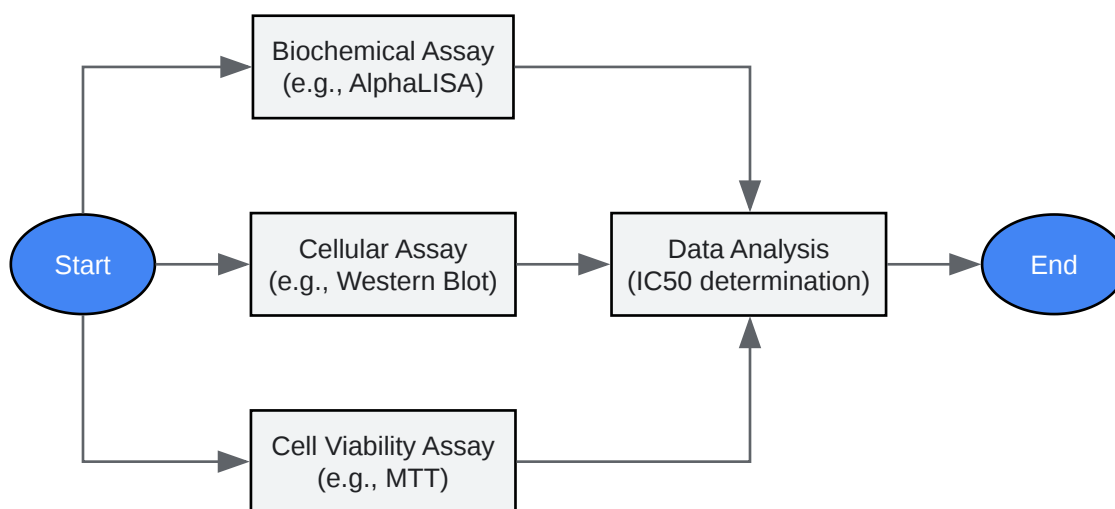 Biochemical Assay
(e.g., AlphaLISA)
Start
Cellular Assay
(e.g., Western Blot)
Data Analysis
(IC50 determination)
End
Cell Viability Assay
(e.g., MTT)